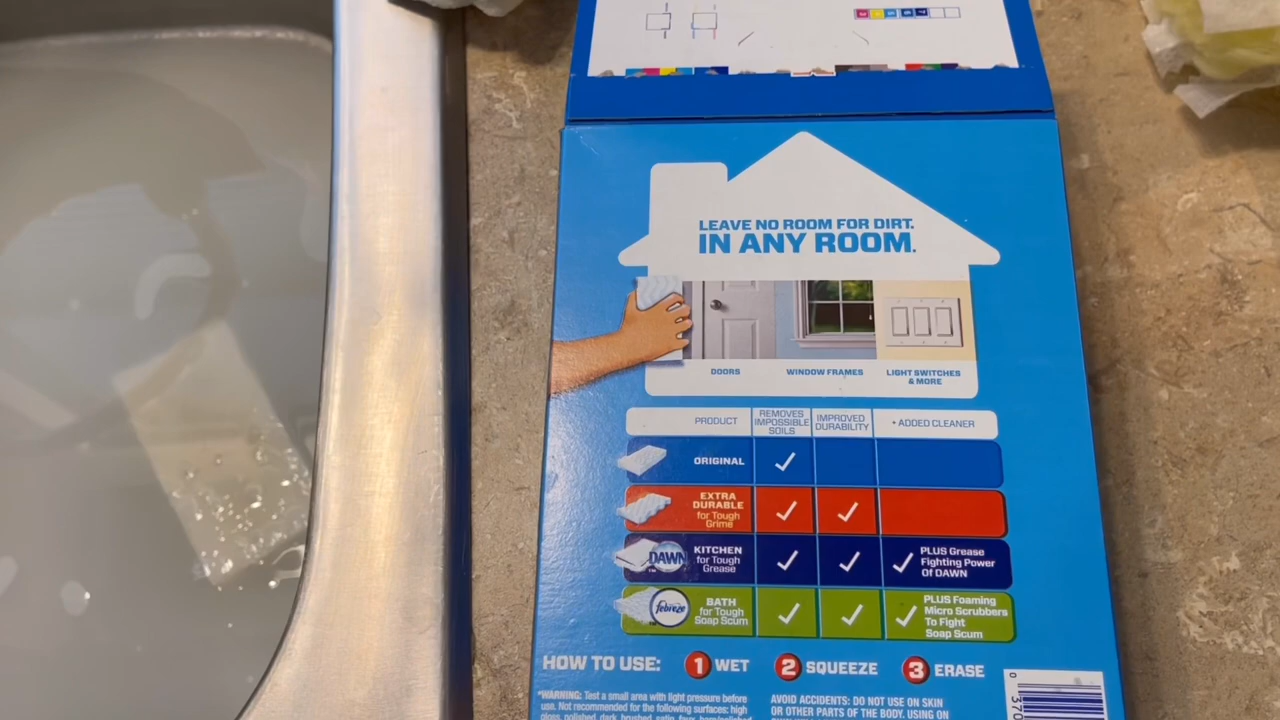 LEAVE NO ROOM FOR DIRT.
IN ANY ROOM.
DOORS
WINDOW FRAMES
LIGHT SWITCHES
& MORE
PRODUCT
REMOVES
IMPOSSIBLE
SOILS
IMPROVED
DURABILITY
+ ADDED CLEANER
ORIGINAL
EXTRA
DURABLE
for Tough
Grime
DAWN
KITCHEN
for Tough
Grease
PLUS Grease
Fighting Power
Of DAWN
febreze
BATH
for Tough
Soap Scum
PLUS Foaming
Micro Scrubbers
To Fight
Soap Scum
HOW TO USE: 1 WET 2 SQUEEZE 3 ERASE
*WARNING: Test a small area with light pressure before
use. Not recommended for the following surfaces: high
AVOID ACCIDENTS: DO NOT USE ON SKIN
OR OTHER PARTS OF THE BODY. USING ON
0 370